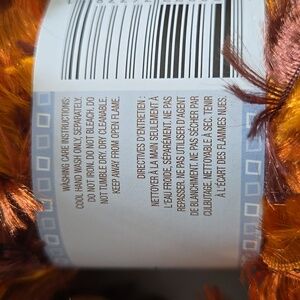 WASHING CARE INSTRUCTIONS:
COOL HAND WASH ONLY, SEPARATELY.
DO NOT IRON. DO NOT BLEACH. DO
NOT TUMBLE DRY. DRY CLEANABLE.
KEEP AWAY FROM OPEN FLAME.
DIRECTIVES D'ENTRETIEN :
NETTOYER À LA MAIN SEULEMENT À
L'EAU FROIDE, SÉPARÉMENT. NE PAS
REPASSER. NE PAS UTILISER D'AGENT
DE BLANCHIMENT. NE PAS SÉCHER PAR
CULBUTAGE. NETTOYABLE À SEC. TENIR
À L'ÉCART DES FLAMMES NUES.